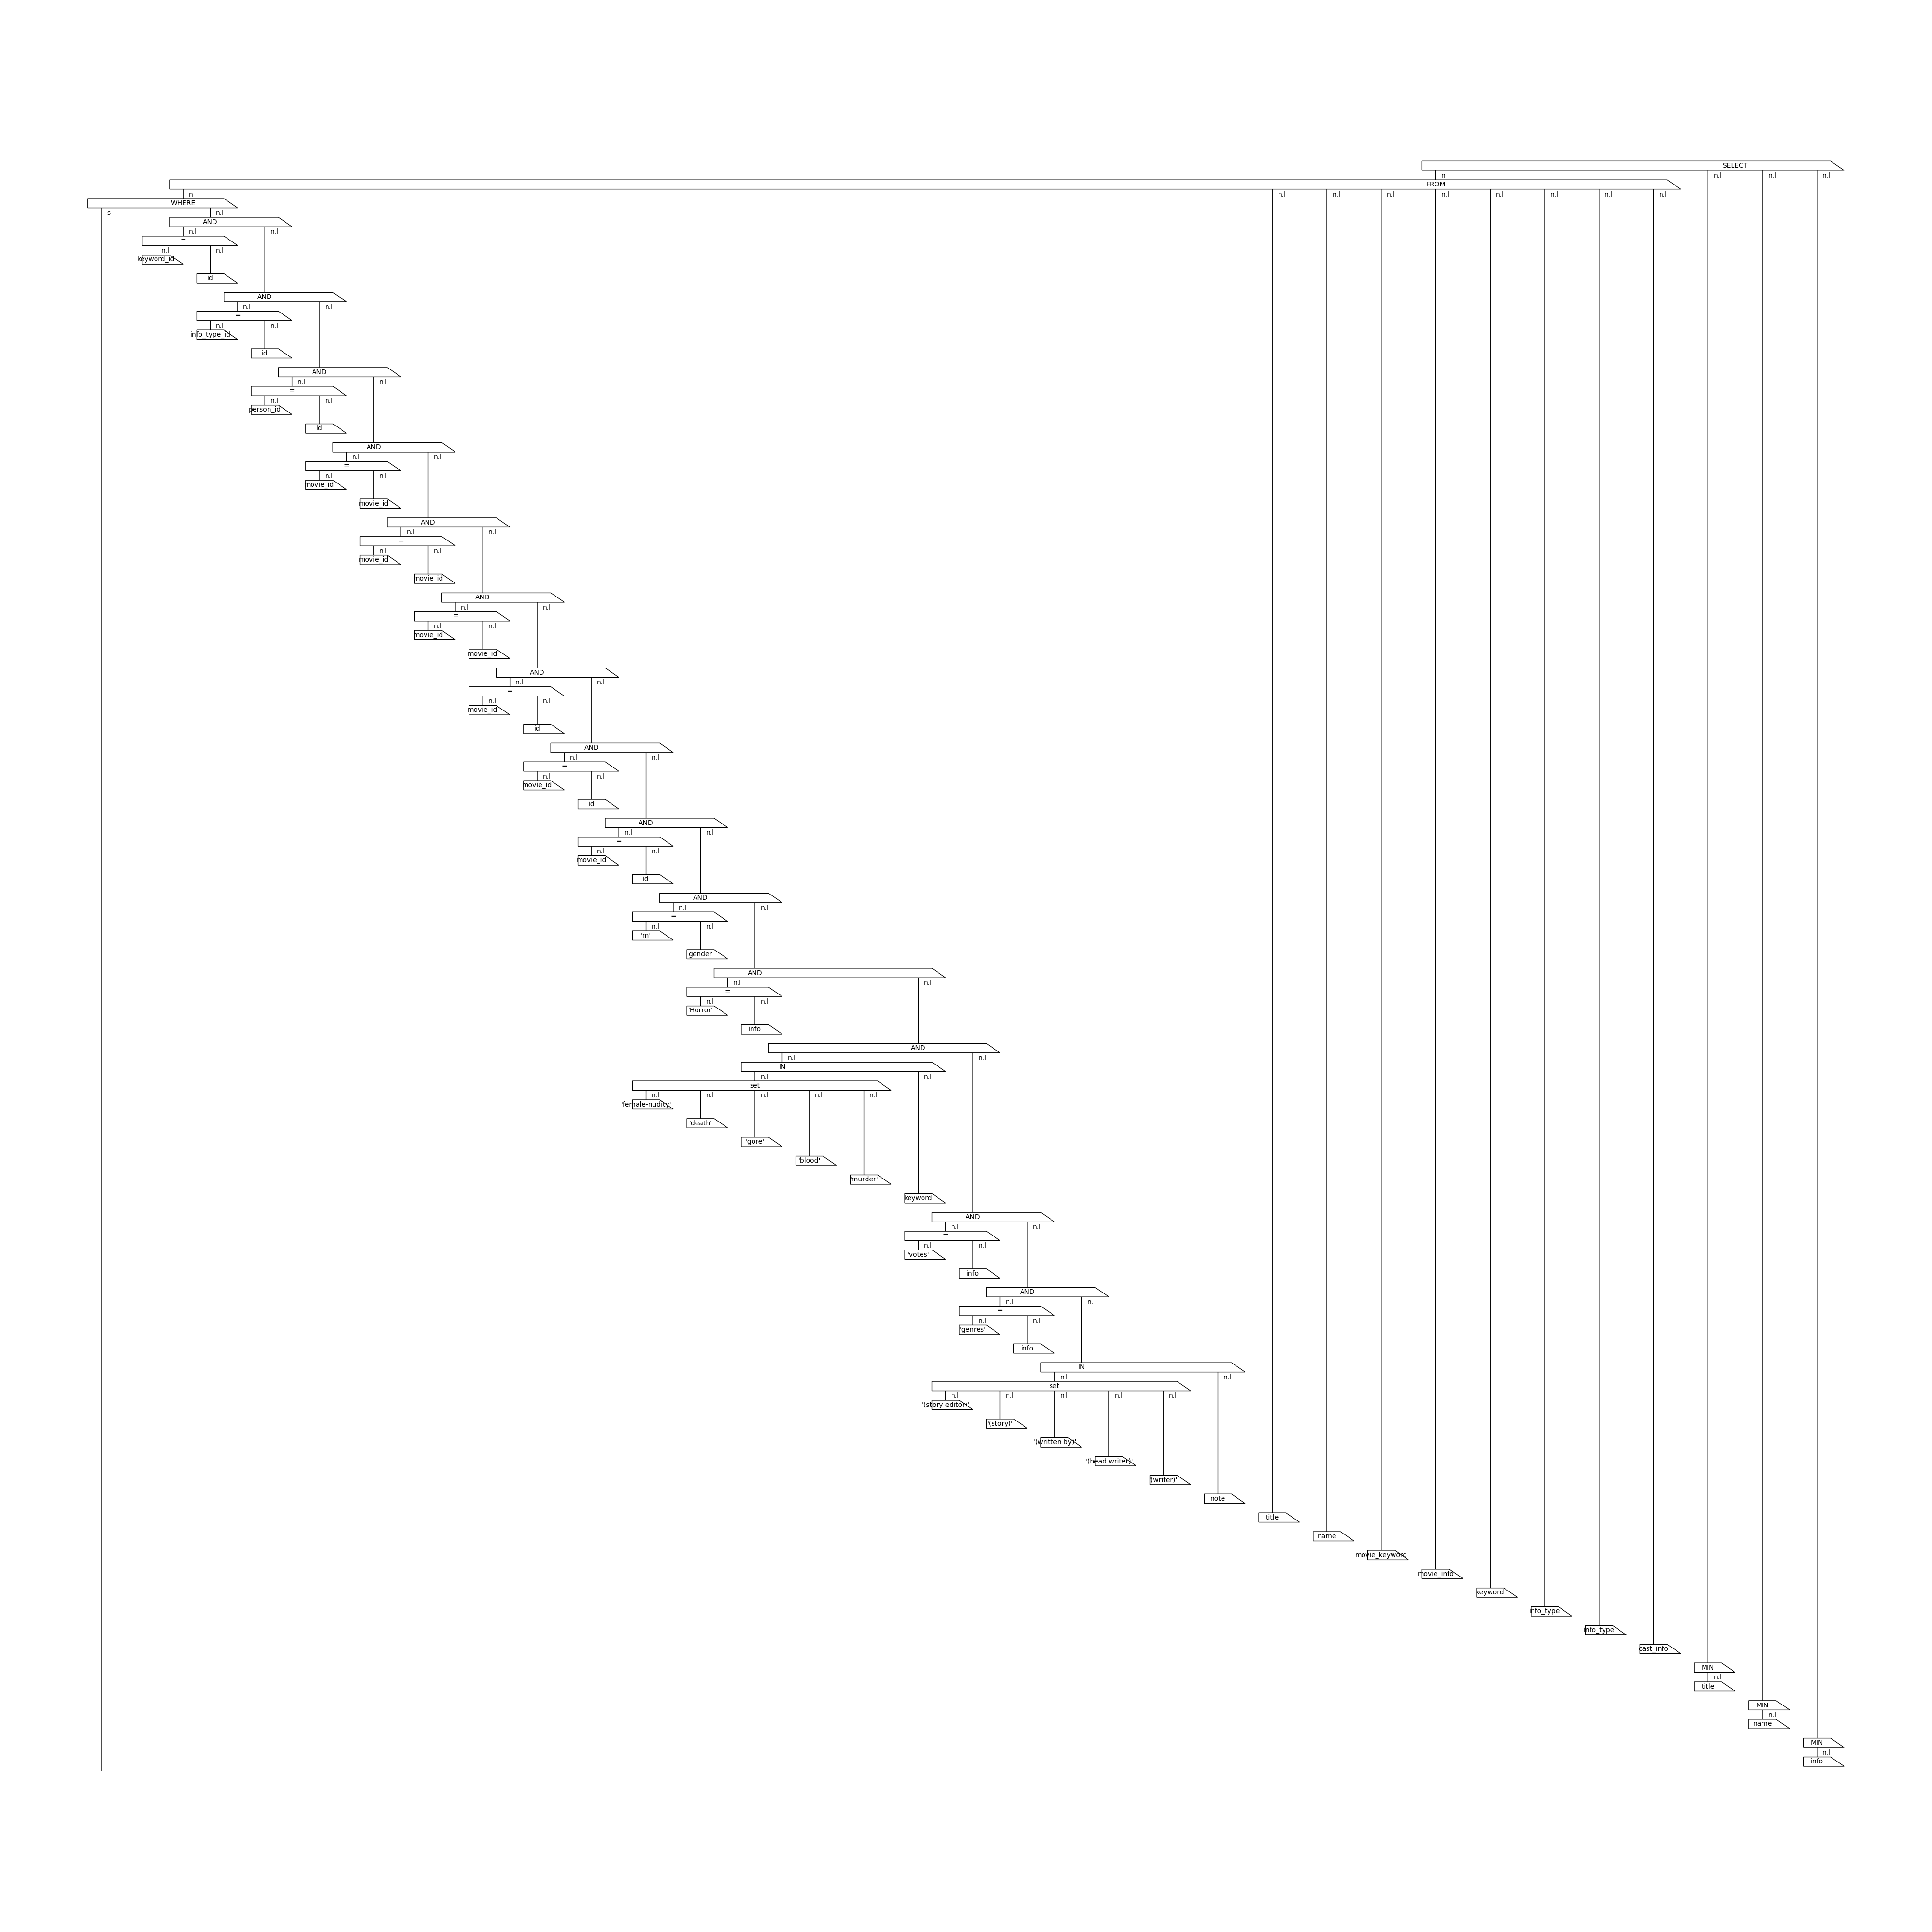 SELECT
n n.l n.l n.l
FROM
n n.l n.l n.l n.l n.l n.l n.l n.l
WHERE
s n.l
AND
n.l n.l
=
n.l n.l
keyword_id
id
AND
n.l n.l
=
n.l n.l
info_type_id
id
AND
n.l n.l
=
n.l n.l
person_id
id
AND
n.l n.l
=
n.l n.l
movie_id
movie_id
AND
n.l n.l
=
n.l n.l
movie_id
movie_id
AND
n.l n.l
=
n.l n.l
movie_id
movie_id
AND
n.l n.l
=
n.l n.l
movie_id
id
AND
n.l n.l
=
n.l n.l
movie_id
id
AND
n.l n.l
=
n.l n.l
movie_id
id
AND
n.l n.l
=
n.l n.l
'm'
gender
AND
n.l n.l
=
n.l n.l
'Horror'
info
AND
n.l n.l
IN
n.l n.l
set
n.l n.l n.l n.l n.l
'female-nudity'
'death'
'gore'
'blood'
'murder'
keyword
AND
n.l n.l
=
n.l n.l
'votes'
info
AND
n.l n.l
=
n.l n.l
'genres'
info
IN
n.l n.l
set
n.l n.l n.l n.l n.l
'(story editor)'
'(story)'
'(written by)'
'(head writer)'
'(writer)'
note
title
name
movie_keyword
movie_info
keyword
info_type
info_type
cast_info
MIN
n.l
title
MIN
n.l
name
MIN
n.l
info